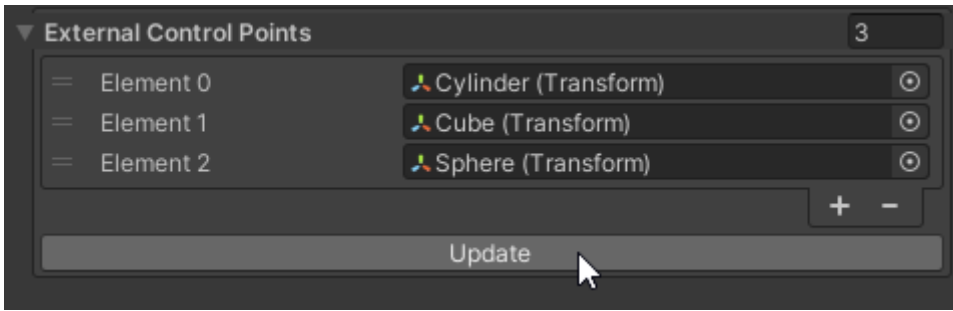 External Control Points 3
Element 0 Cylinder (Transform)
Element 1 Cube (Transform)
Element 2 Sphere (Transform)
+ -
Update